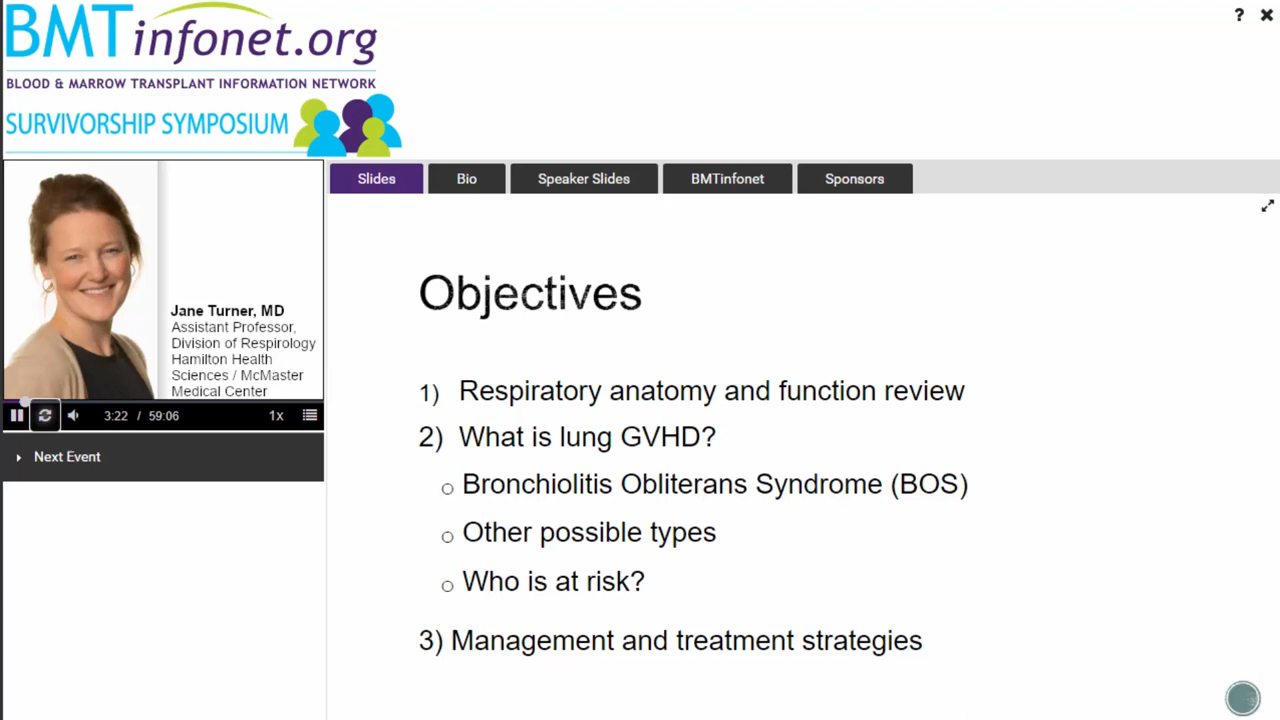 BMTinfonet.org
BLOOD & MARROW TRANSPLANT INFORMATION NETWORK
SURVIVORSHIP SYMPOSIUM
? ×
Slides
Bio
Speaker Slides
BMTinfonet
Sponsors
Jane Turner, MD
Assistant Professor,
Division of Respirology
Hamilton Health
Sciences / McMaster
Medical Center
3:22 / 59:06
1x
Next Event
Objectives
1) Respiratory anatomy and function review
2) What is lung GVHD?
○ Bronchiolitis Obliterans Syndrome (BOS)
○ Other possible types
○ Who is at risk?
3) Management and treatment strategies